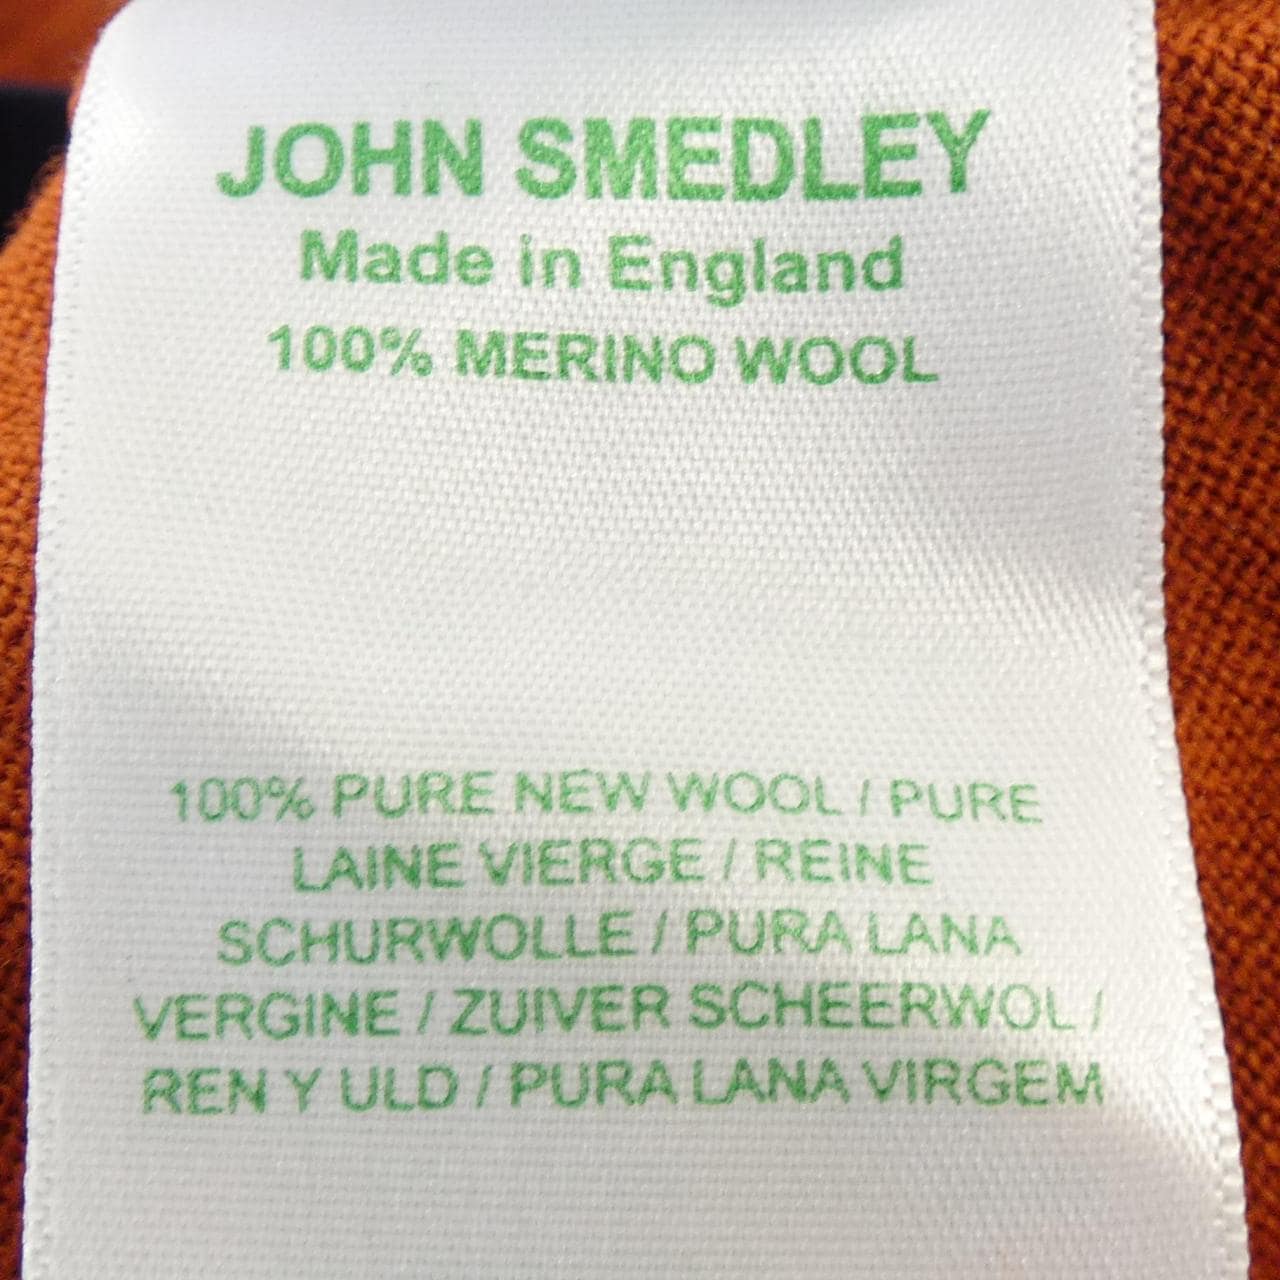 JOHN SMEDLEY
Made in England
100% MERINO WOOL
100% PURE NEW WOOL / PURE
LAINE VIERGE / REINE
SCHURWOLLE / PURA LANA
VERGINE / ZUIVER SCHEERWOL /
REN Y ULD / PURA LANA VIRGEM